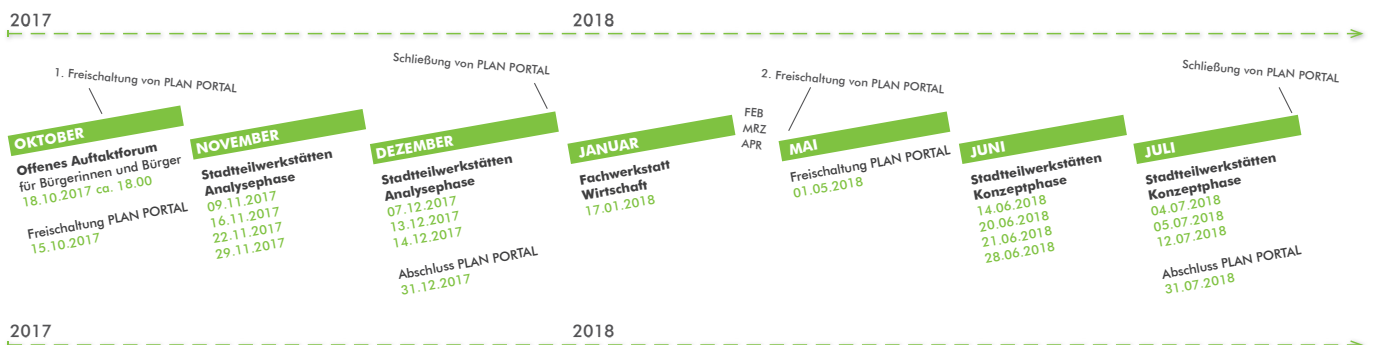 2017
2018
1. Freischaltung von PLAN PORTAL
Schließung von PLAN PORTAL
2. Freischaltung von PLAN PORTAL
Schließung von PLAN PORTAL
OKTOBER
Offenes Auftaktforum
für Bürgerinnen und Bürger
18.10.2017 ca. 18.00
Freischaltung PLAN PORTAL
15.10.2017
NOVEMBER
Stadtteilwerkstätten
Analysephase
09.11.2017
16.11.2017
22.11.2017
29.11.2017
DEZEMBER
Stadtteilwerkstätten
Analysephase
07.12.2017
13.12.2017
14.12.2017
Abschluss PLAN PORTAL
31.12.2017
JANUAR
Fachwerkstatt
Wirtschaft
17.01.2018
FEB
MRZ
APR
MAI
Freischaltung PLAN PORTAL
01.05.2018
JUNI
Stadtteilwerkstätten
Konzeptphase
14.06.2018
20.06.2018
21.06.2018
28.06.2018
JULI
Stadtteilwerkstätten
Konzeptphase
04.07.2018
05.07.2018
12.07.2018
Abschluss PLAN PORTAL
31.07.2018
2017
2018